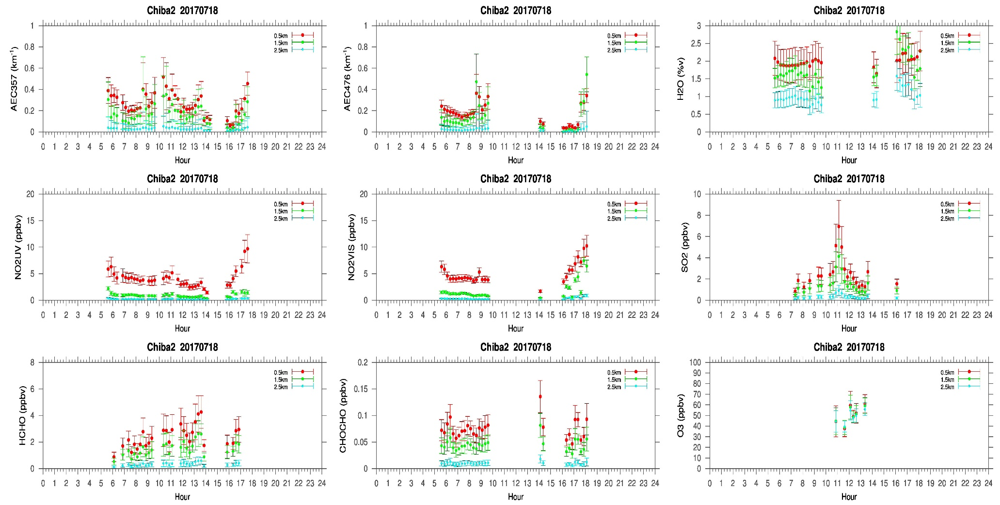 Chiba2 20170718
AEC357 (km-1)
1
0.8
0.6
0.4
0.2
0
0.5km
1.5km
2.5km
0 1 2 3 4 5 6 7 8 9 10 11 12 13 14 15 16 17 18 19 20 21 22 23 24
Hour
Chiba2 20170718
AEC476 (km-1)
1
0.8
0.6
0.4
0.2
0
0.5km
1.5km
2.5km
0 1 2 3 4 5 6 7 8 9 10 11 12 13 14 15 16 17 18 19 20 21 22 23 24
Hour
Chiba2 20170718
H2O (%v)
3
2.5
2
1.5
1
0.5
0
0.5km
1.5km
2.5km
0 1 2 3 4 5 6 7 8 9 10 11 12 13 14 15 16 17 18 19 20 21 22 23 24
Hour
Chiba2 20170718
NO2UV (ppbv)
20
15
10
5
0
0.5km
1.5km
2.5km
0 1 2 3 4 5 6 7 8 9 10 11 12 13 14 15 16 17 18 19 20 21 22 23 24
Hour
Chiba2 20170718
NO2VIS (ppbv)
20
15
10
5
0
0.5km
1.5km
2.5km
0 1 2 3 4 5 6 7 8 9 10 11 12 13 14 15 16 17 18 19 20 21 22 23 24
Hour
Chiba2 20170718
SO2 (ppbv)
10
8
6
4
2
0
0.5km
1.5km
2.5km
0 1 2 3 4 5 6 7 8 9 10 11 12 13 14 15 16 17 18 19 20 21 22 23 24
Hour
Chiba2 20170718
HCHO (ppbv)
8
6
4
2
0
0.5km
1.5km
2.5km
0 1 2 3 4 5 6 7 8 9 10 11 12 13 14 15 16 17 18 19 20 21 22 23 24
Hour
Chiba2 20170718
CHOCHO (ppbv)
0.2
0.15
0.1
0.05
0
0.5km
1.5km
2.5km
0 1 2 3 4 5 6 7 8 9 10 11 12 13 14 15 16 17 18 19 20 21 22 23 24
Hour
Chiba2 20170718
O3 (ppbv)
100
90
80
70
60
50
40
30
20
10
0
0.5km
1.5km
2.5km
0 1 2 3 4 5 6 7 8 9 10 11 12 13 14 15 16 17 18 19 20 21 22 23 24
Hour